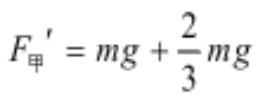 F甲′ = mg + 2/3 mg